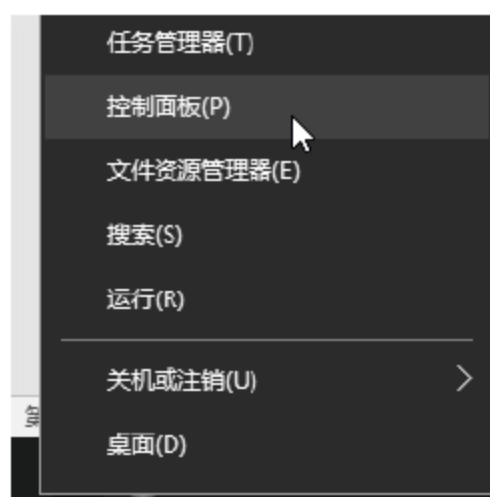 任务管理器(T)
控制面板(P)
文件资源管理器(E)
搜索(S)
运行(R)
关机或注销(U)
桌面(D)